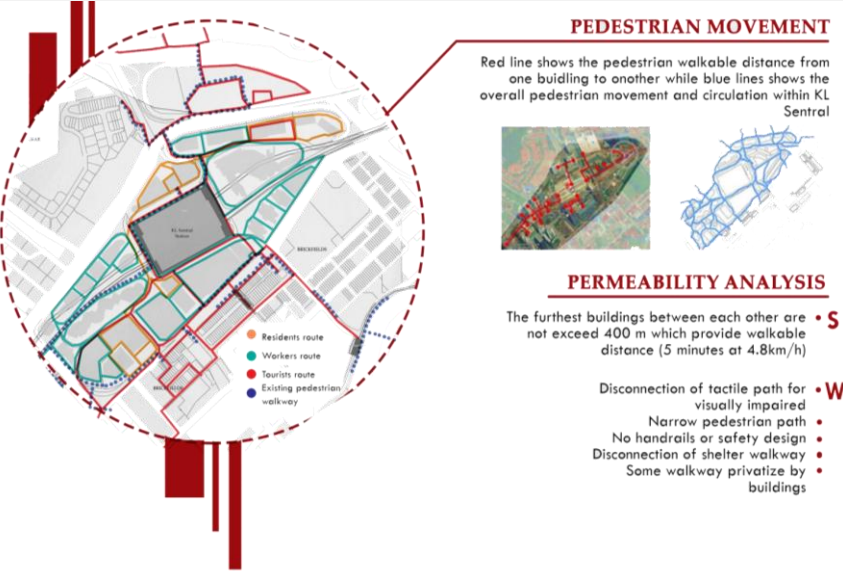 PEDESTRIAN MOVEMENT
Red line shows the pedestrian walkable distance from
one buidling to onother while blue lines shows the
overall pedestrian movement and circulation within KL
Sentral
KL Sentral
Station
BRICKFIELDS
Residents route
Workers route
Tourists route
Existing pedestrian
walkway
PERMEABILITY ANALYSIS
The furthest buildings between each other are • S
not exceed 400 m which provide walkable
distance (5 minutes at 4.8km/h)
Disconnection of tactile path for • W
visually impaired
Narrow pedestrian path •
No handrails or safety design •
Disconnection of shelter walkway •
Some walkway privatize by •
buildings